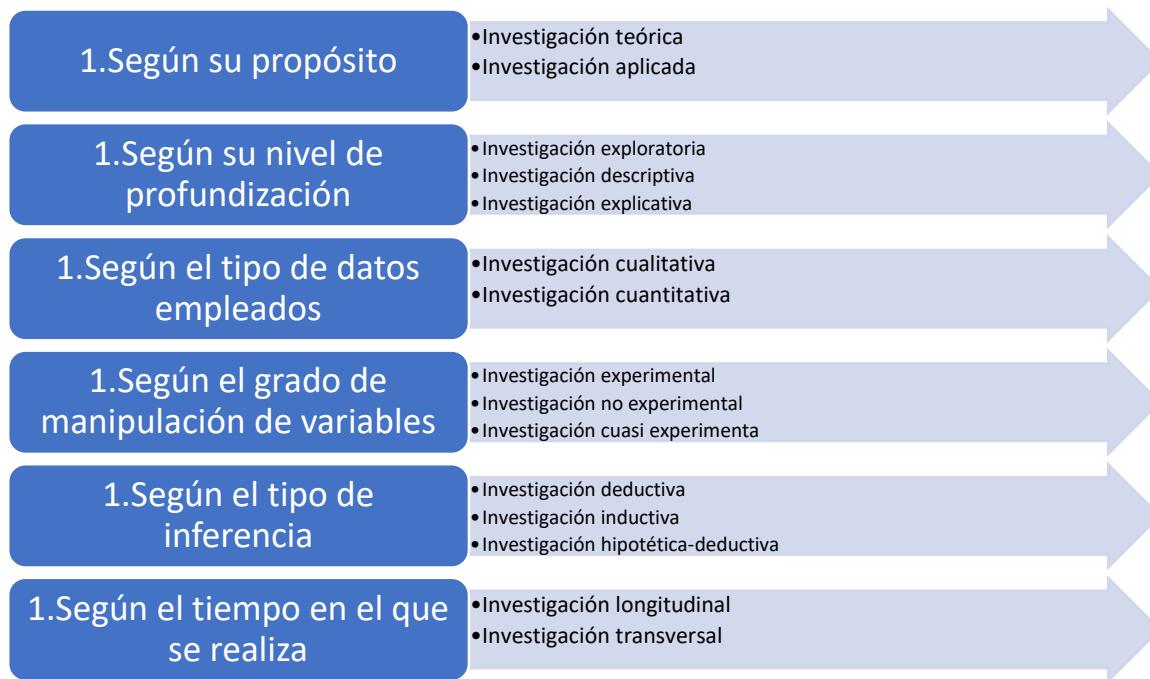 1.Según su propósito
•Investigación teórica
•Investigación aplicada
1.Según su nivel de
profundización
•Investigación exploratoria
•Investigación descriptiva
•Investigación explicativa
1.Según el tipo de datos
empleados
•Investigación cualitativa
•Investigación cuantitativa
1.Según el grado de
manipulación de variables
•Investigación experimental
•Investigación no experimental
•Investigación cuasi experimenta
1.Según el tipo de
inferencia
•Investigación deductiva
•Investigación inductiva
•Investigación hipotética-deductiva
1.Según el tiempo en el que
se realiza
•Investigación longitudinal
•Investigación transversal